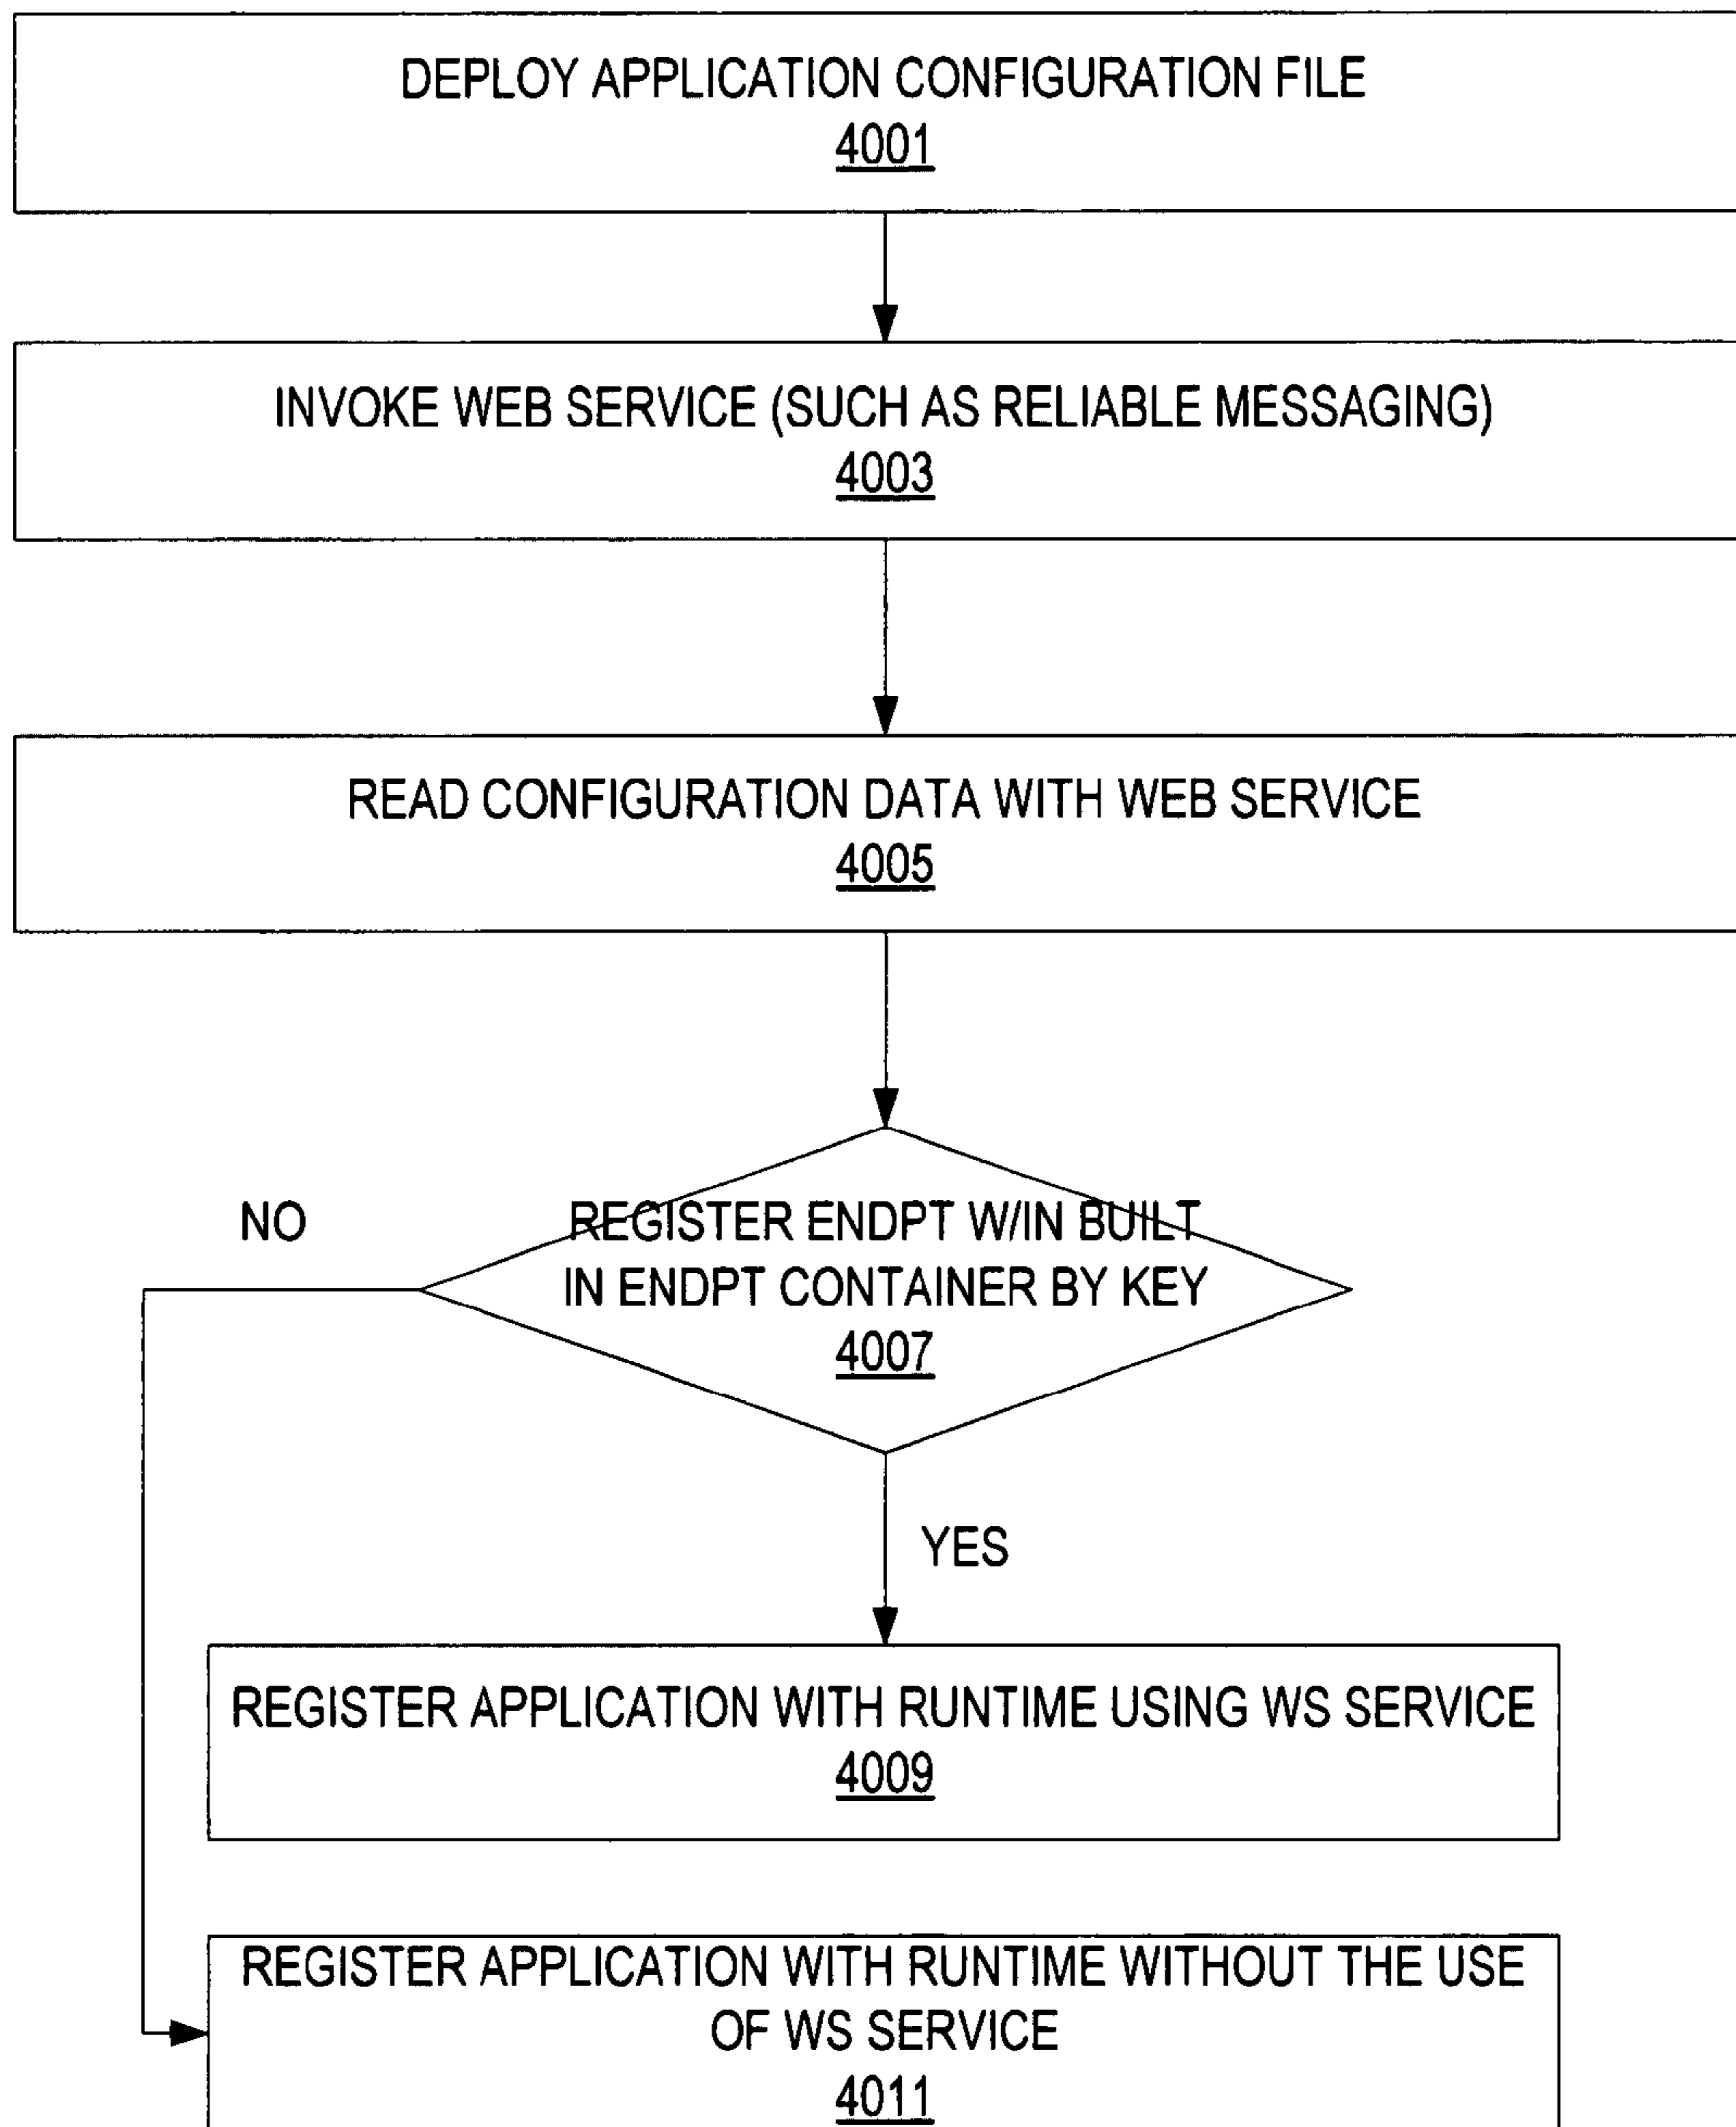 DEPLOY APPLICATION CONFIGURATION FILE
4001
INVOKE WEB SERVICE (SUCH AS RELIABLE MESSAGING)
4003
READ CONFIGURATION DATA WITH WEB SERVICE
4005
NO
REGISTER ENDPT W/IN BUILT
IN ENDPT CONTAINER BY KEY
4007
YES
REGISTER APPLICATION WITH RUNTIME USING WS SERVICE
4009
REGISTER APPLICATION WITH RUNTIME WITHOUT THE USE
OF WS SERVICE
4011